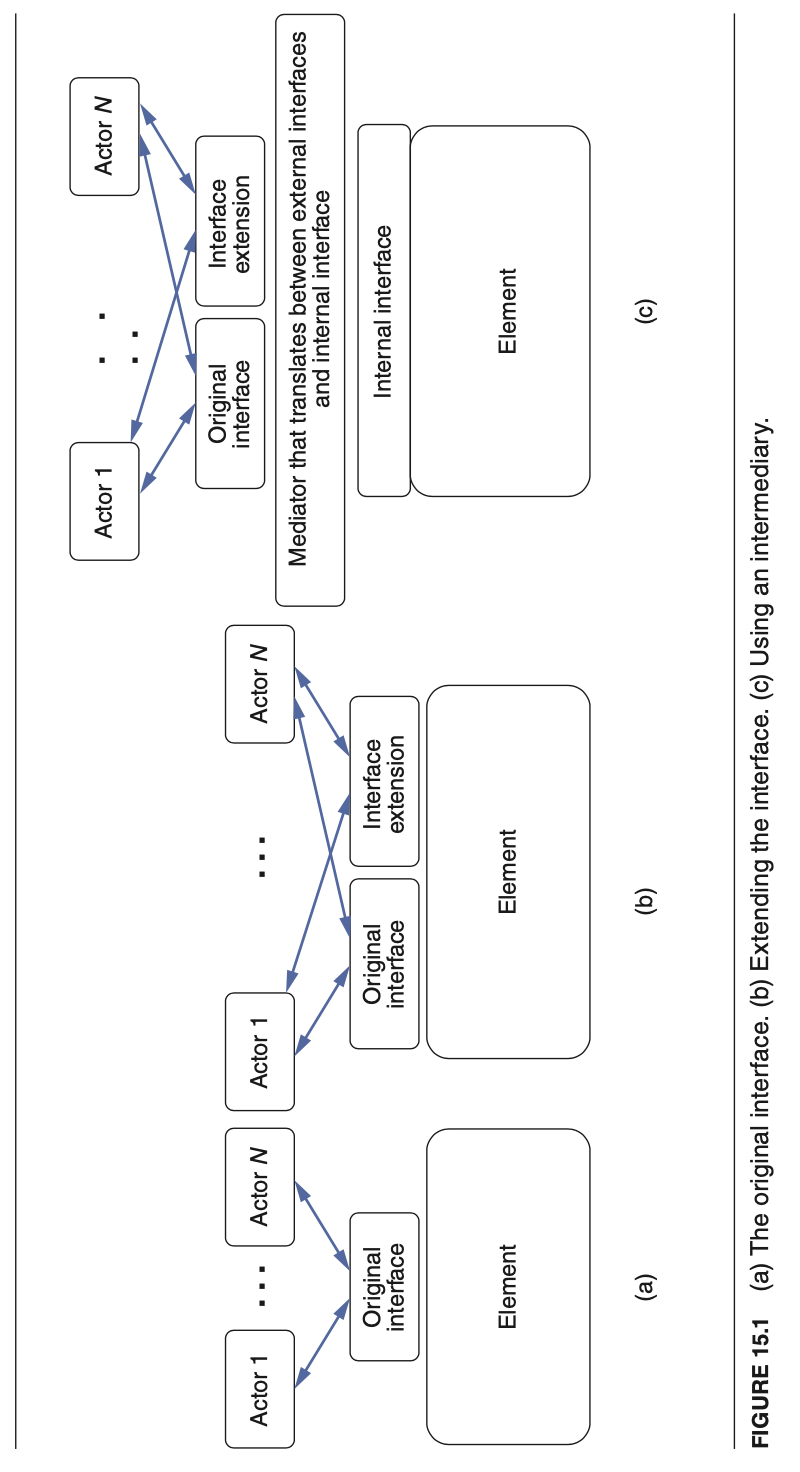 Actor 1
...
Actor N
Original
interface
Element
(a)
Actor 1
...
Actor N
Original
interface
Interface
extension
Element
(b)
Actor 1
. .
. .
Actor N
Original
interface
Interface
extension
Mediator that translates between external interfaces
and internal interface
Internal interface
Element
(c)
FIGURE 15.1 (a) The original interface. (b) Extending the interface. (c) Using an intermediary.